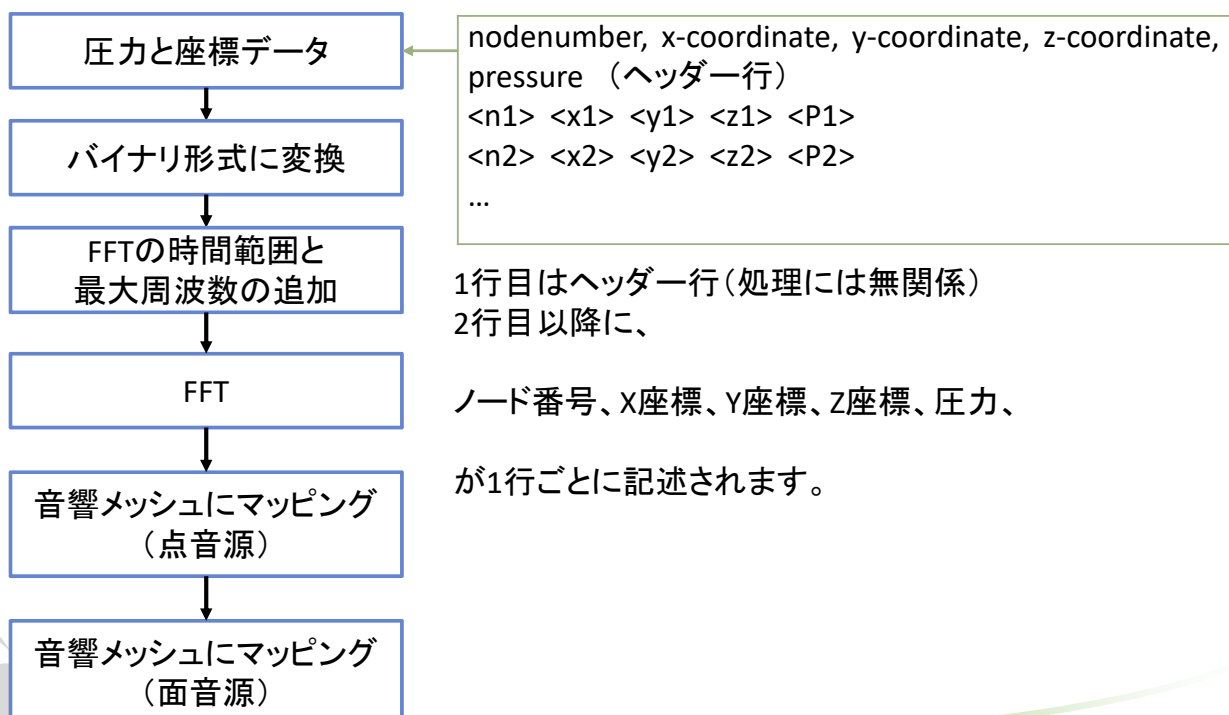 圧力と座標データ
バイナリ形式に変換
FFTの時間範囲と
最大周波数の追加
FFT
音響メッシュにマッピング
（点音源）
音響メッシュにマッピング
（面音源）
nodenumber, x-coordinate, y-coordinate, z-coordinate,
pressure （ヘッダー行）
<n1> <x1> <y1> <z1> <P1>
<n2> <x2> <y2> <z2> <P2>
…
1行目はヘッダー行（処理には無関係）
2行目以降に、
ノード番号、X座標、Y座標、Z座標、圧力、
が1行ごとに記述されます。